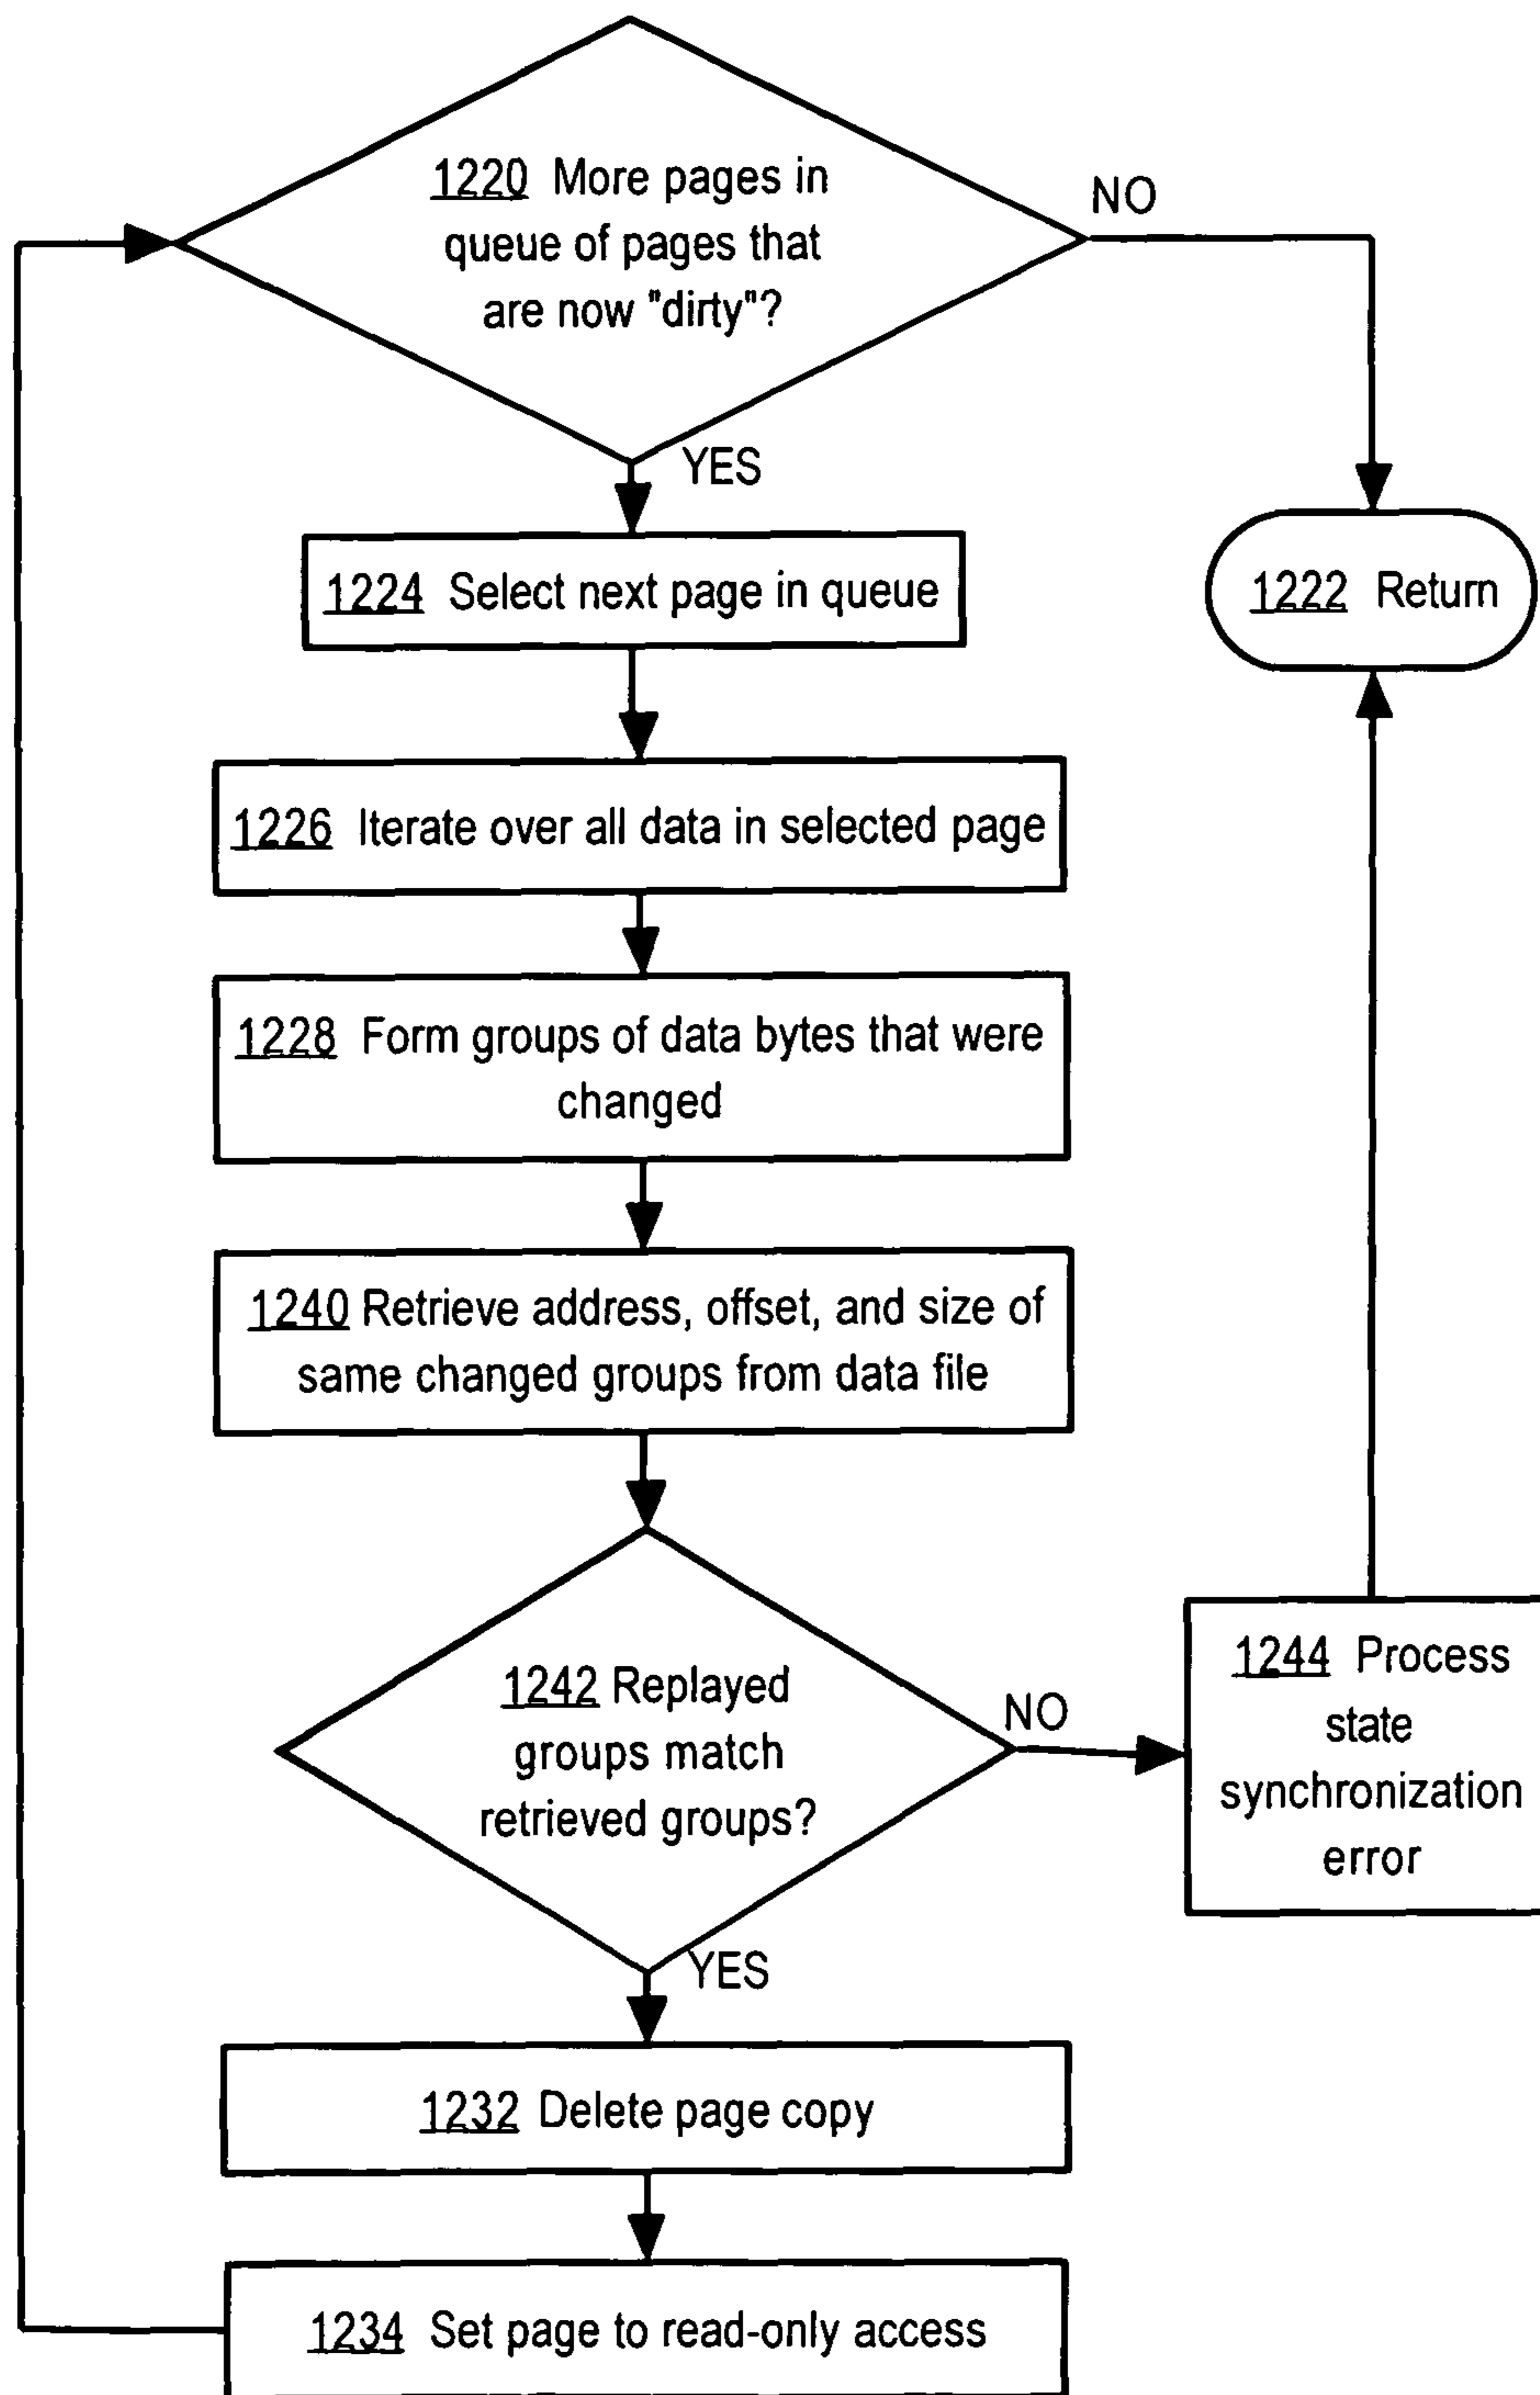 1220 More pages in
queue of pages that
are now "dirty"?
NO
YES
1224 Select next page in queue
1222 Return
1226 Iterate over all data in selected page
1228 Form groups of data bytes that were
changed
1240 Retrieve address, offset, and size of
same changed groups from data file
1242 Replayed
groups match
retrieved groups?
NO
1244 Process
state
synchronization
error
YES
1232 Delete page copy
1234 Set page to read-only access